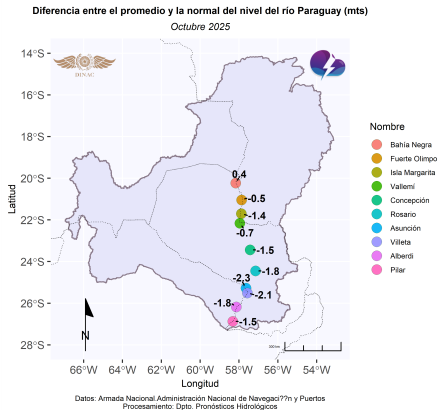 Diferencia entre el promedio y la normal del nivel del río Paraguay (mts)
Octubre 2025
14°S
16°S
18°S
20°S
22°S
24°S
26°S
28°S
Latitud
DINAC
0.4
-0.5
-1.4
-0.7
-1.5
-1.8
-2.3
-2.1
-1.8
-1.5
N
66°W 64°W 62°W 60°W 58°W 56°W 54°W
Longitud
Nombre
Bahía Negra
Fuerte Olimpo
Isla Margarita
Vallemí
Concepción
Rosario
Asunción
Villeta
Alberdi
Pilar
Datos: Armada Nacional.Administración Nacional de Navegaci??n y Puertos
Procesamiento: Dpto. Pronósticos Hidrológicos